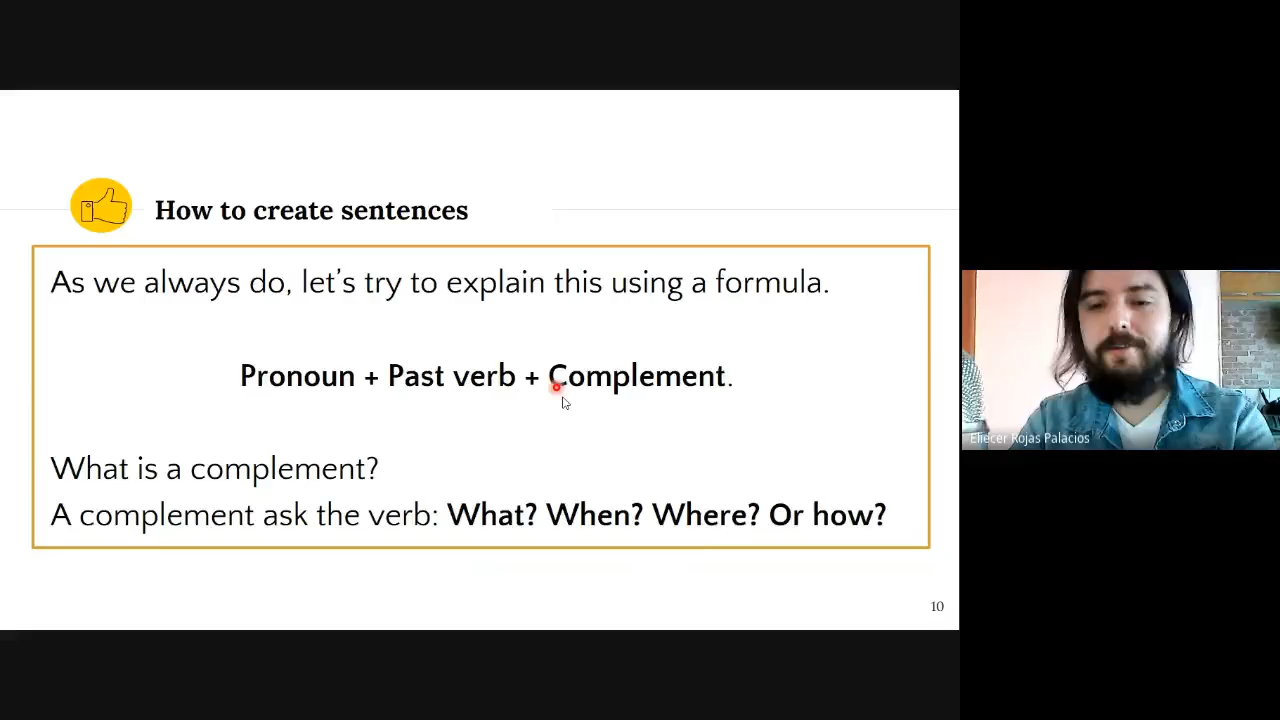 How to create sentences
As we always do, let's try to explain this using a formula.
Pronoun + Past verb + Complement.
What is a complement?
A complement ask the verb: What? When? Where? Or how?
10
Eliecer Rojas Palacios